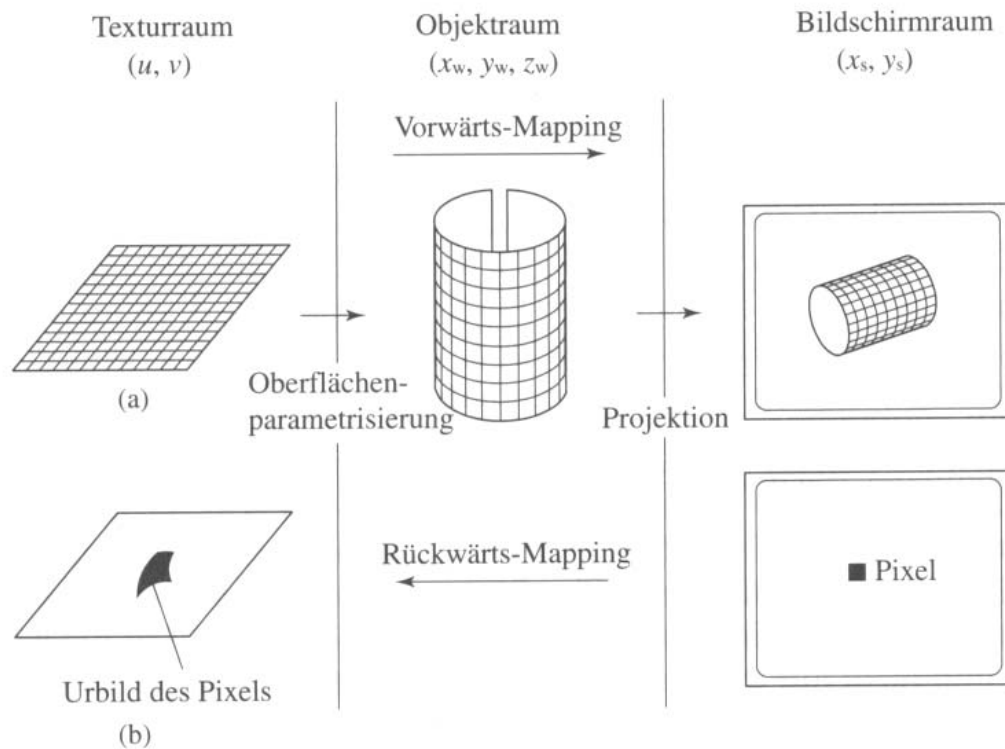 Texturraum
(u, v)
Objektraum
(xw, yw, zw)
Bildschirmraum
(xs, ys)
Vorwärts-Mapping
(a)
Oberflächen-
parametrisierung
Projektion
Rückwärts-Mapping
Pixel
Urbild des Pixels
(b)